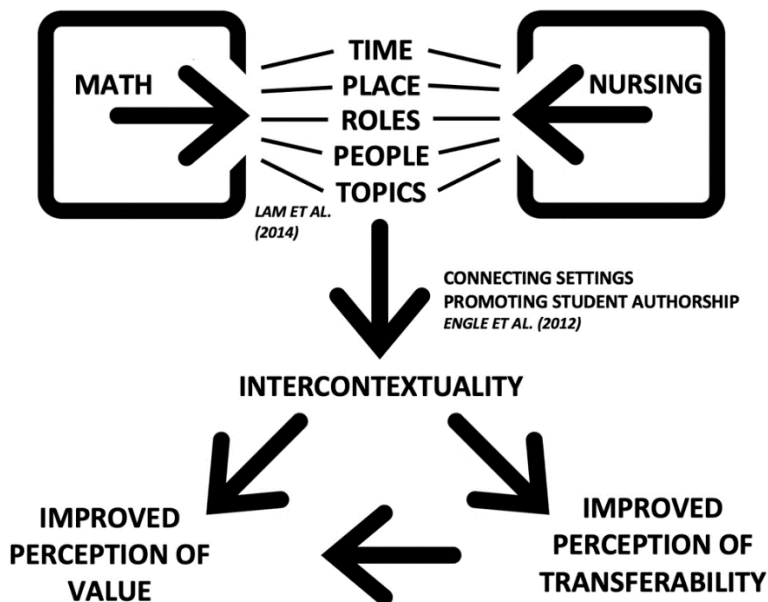 MATH
TIME
PLACE
ROLES
PEOPLE
TOPICS
NURSING
LAM ET AL.
(2014)
CONNECTING SETTINGS
PROMOTING STUDENT AUTHORSHIP
ENGLE ET AL. (2012)
INTERCONTEXTUALITY
IMPROVED
PERCEPTION OF
VALUE
IMPROVED
PERCEPTION OF
TRANSFERABILITY